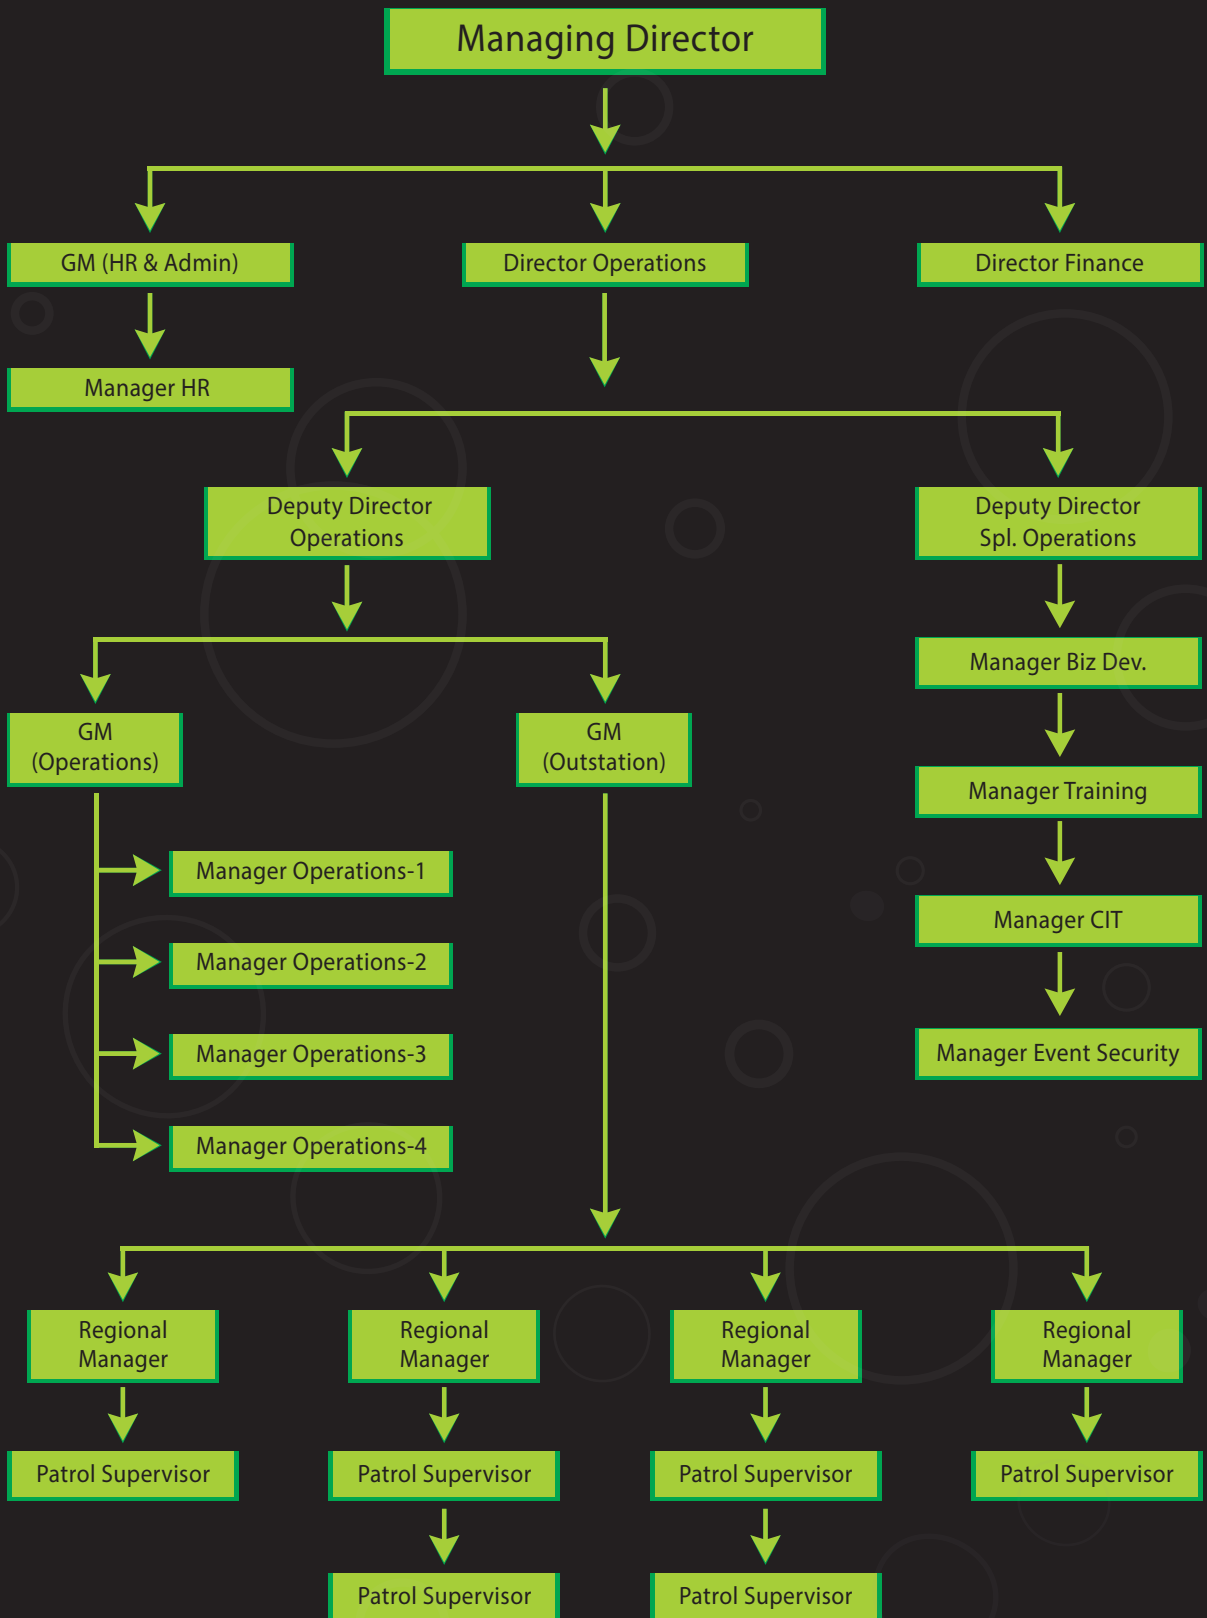 Managing Director
GM (HR & Admin)
Director Operations
Director Finance
Manager HR
Deputy Director
Operations
Deputy Director
Spl. Operations
Manager Biz Dev.
GM
(Operations)
GM
(Outstation)
Manager Training
Manager Operations-1
Manager CIT
Manager Operations-2
Manager Operations-3
Manager Event Security
Manager Operations-4
Regional
Manager
Regional
Manager
Regional
Manager
Regional
Manager
Patrol Supervisor
Patrol Supervisor
Patrol Supervisor
Patrol Supervisor
Patrol Supervisor
Patrol Supervisor